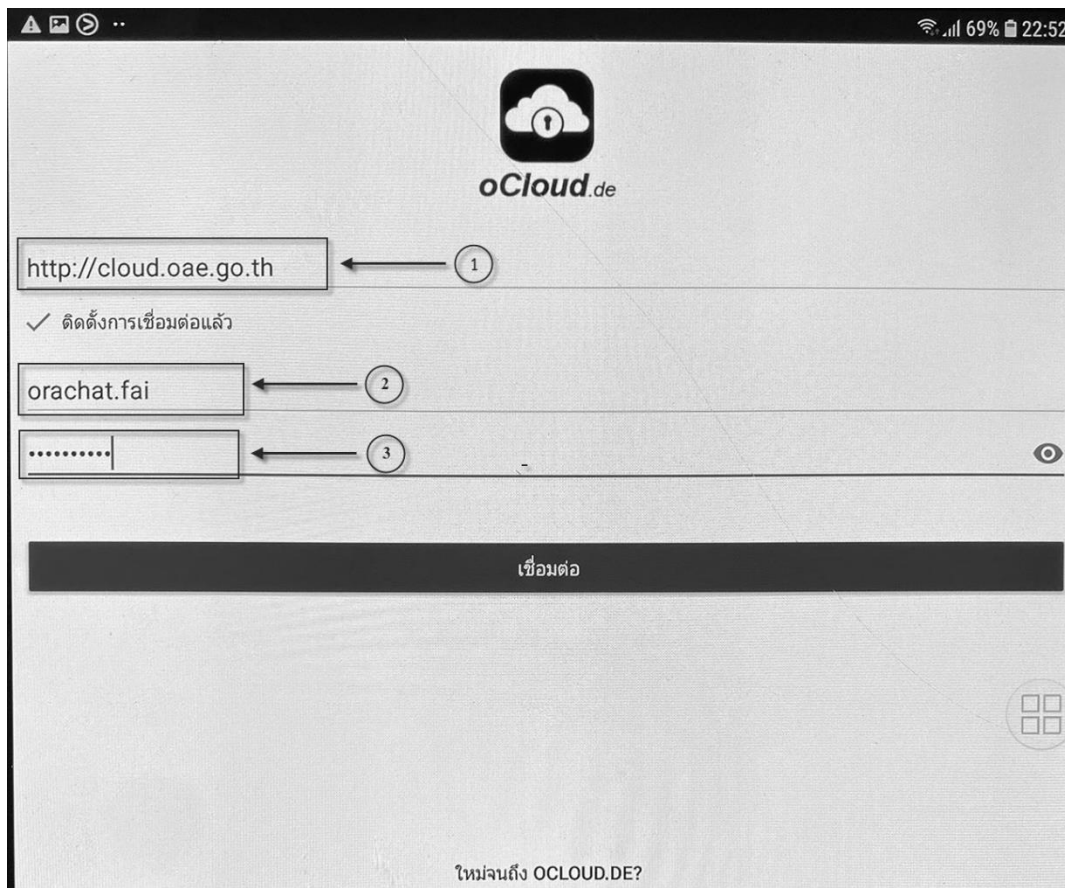 69% 22:52
oCloud.de
http://cloud.oae.go.th
1
ติดตั้งการเชื่อมต่อแล้ว
orachat.fai
2
••••••••••
3
เชื่อมต่อ
ใหม่จนถึง OCLOUD.DE?